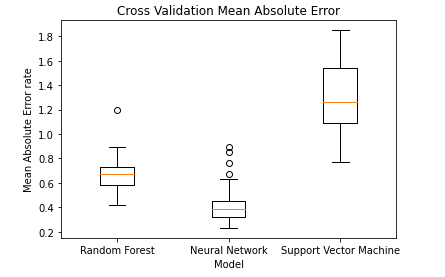 Cross Validation Mean Absolute Error
Mean Absolute Error rate
1.8
1.6
1.4
1.2
1.0
0.8
0.6
0.4
0.2
Random Forest
Neural Network
Support Vector Machine
Model